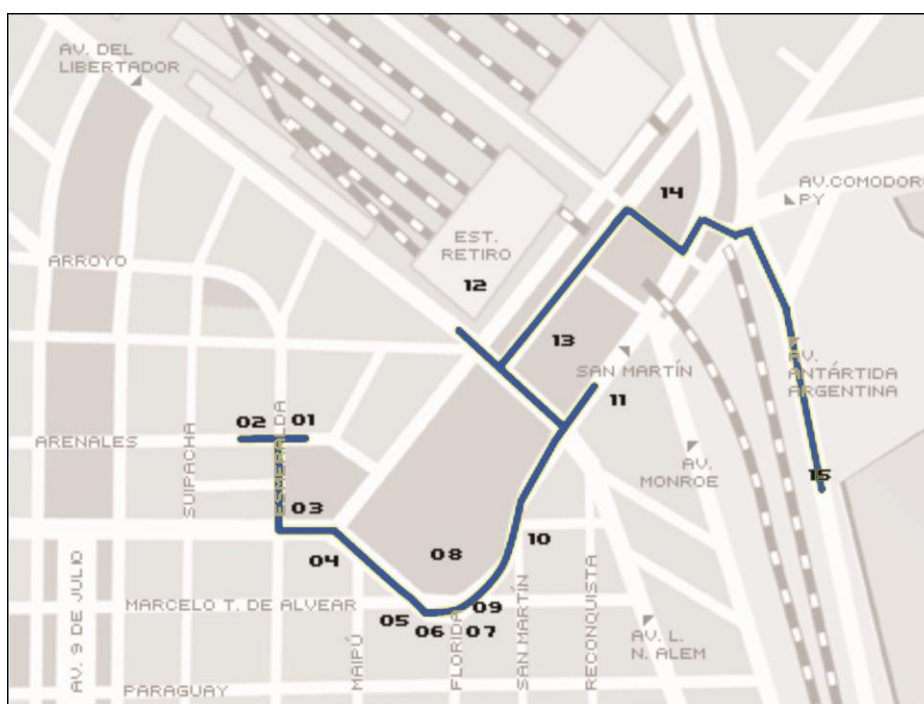 AV. DEL
LIBERTADOR
14
AV.COMODORO
PY
EST.
RETIRO
ARROYO
12
13
SAN MARTÍN
AV.
ANTÁRTIDA
ARGENTINA
11
02
01
ARENALES
SUIPACHA
ESMERALDA
AV.
MONROE
15
03
04
10
08
AV. 9 DE JULIO
MARCELO T. DE ALVEAR
05
06
09
07
MAIPÚ
FLORIDA
SAN MARTÍN
RECONQUISTA
AV. L.
N. ALEM
PARAGUAY